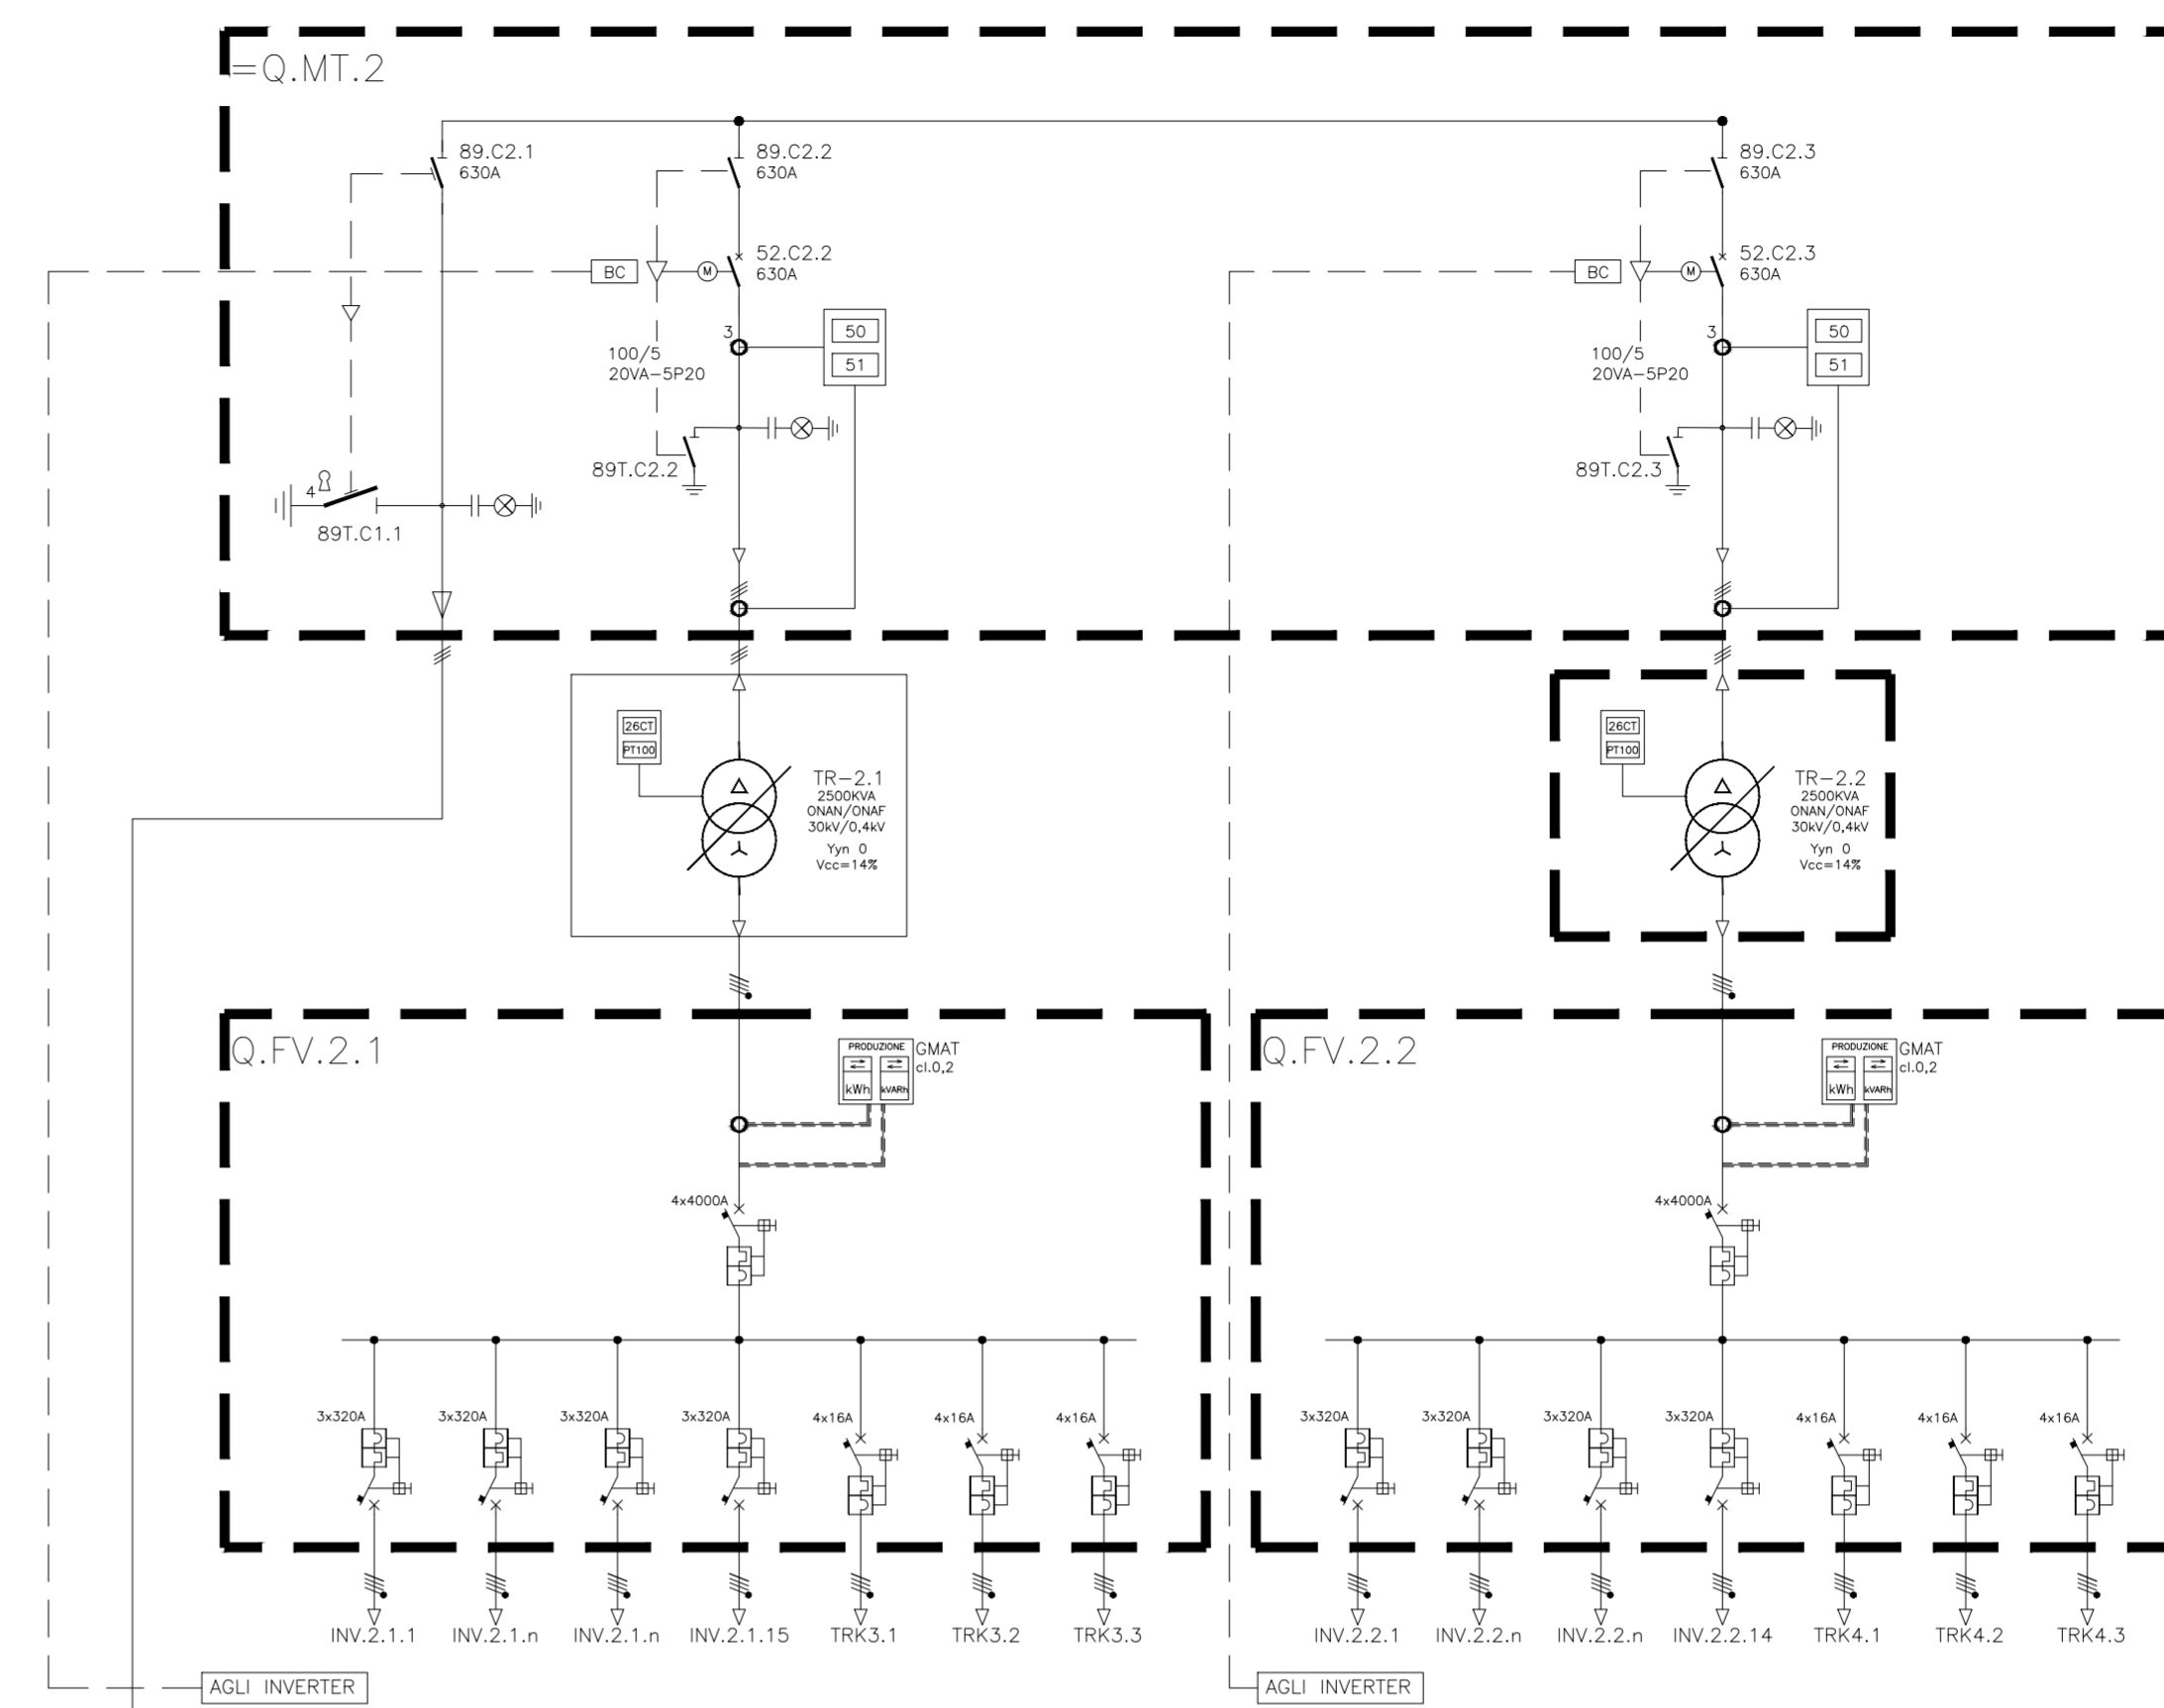 =Q.MT.2
89.C2.1
630A
89.C2.2
630A
89.C2.3
630A
BC
M
52.C2.2
630A
BC
M
52.C2.3
630A
3
50
51
100/5
20VA-5P20
3
50
51
100/5
20VA-5P20
89T.C2.2
89T.C2.3
4
89T.C1.1
26CT
PT100
TR-2.1
2500KVA
ONAN/ONAF
30kV/0,4kV
Yyn 0
Vcc=14%
26CT
PT100
TR-2.2
2500KVA
ONAN/ONAF
30kV/0,4kV
Yyn 0
Vcc=14%
Q.FV.2.1
PRODUZIONE
kWh
kVARh
GMAT
cl.0,2
Q.FV.2.2
PRODUZIONE
kWh
kVARh
GMAT
cl.0,2
4x4000A
4x4000A
3x320A
3x320A
3x320A
3x320A
4x16A
4x16A
4x16A
3x320A
3x320A
3x320A
3x320A
4x16A
4x16A
4x16A
INV.2.1.1
INV.2.1.n
INV.2.1.n
INV.2.1.15
TRK3.1
TRK3.2
TRK3.3
INV.2.2.1
INV.2.2.n
INV.2.2.n
INV.2.2.14
TRK4.1
TRK4.2
TRK4.3
AGLI INVERTER
AGLI INVERTER